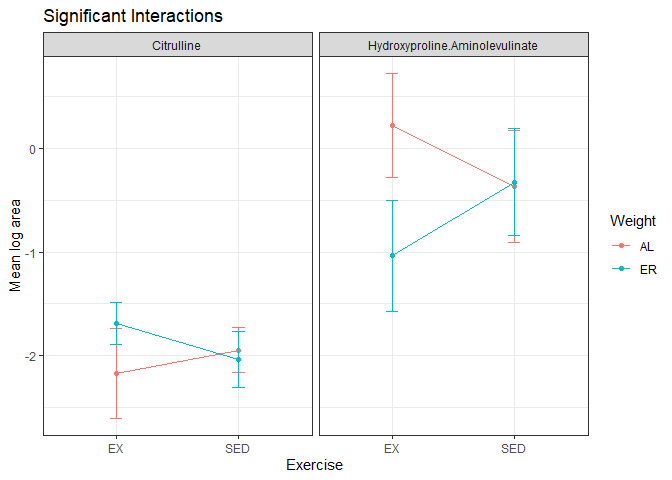 Significant Interactions
Citrulline
Hydroxyproline.Aminolevulinate
0
-1
-2
Mean log area
EX
SED
EX
SED
Exercise
Weight
AL
ER